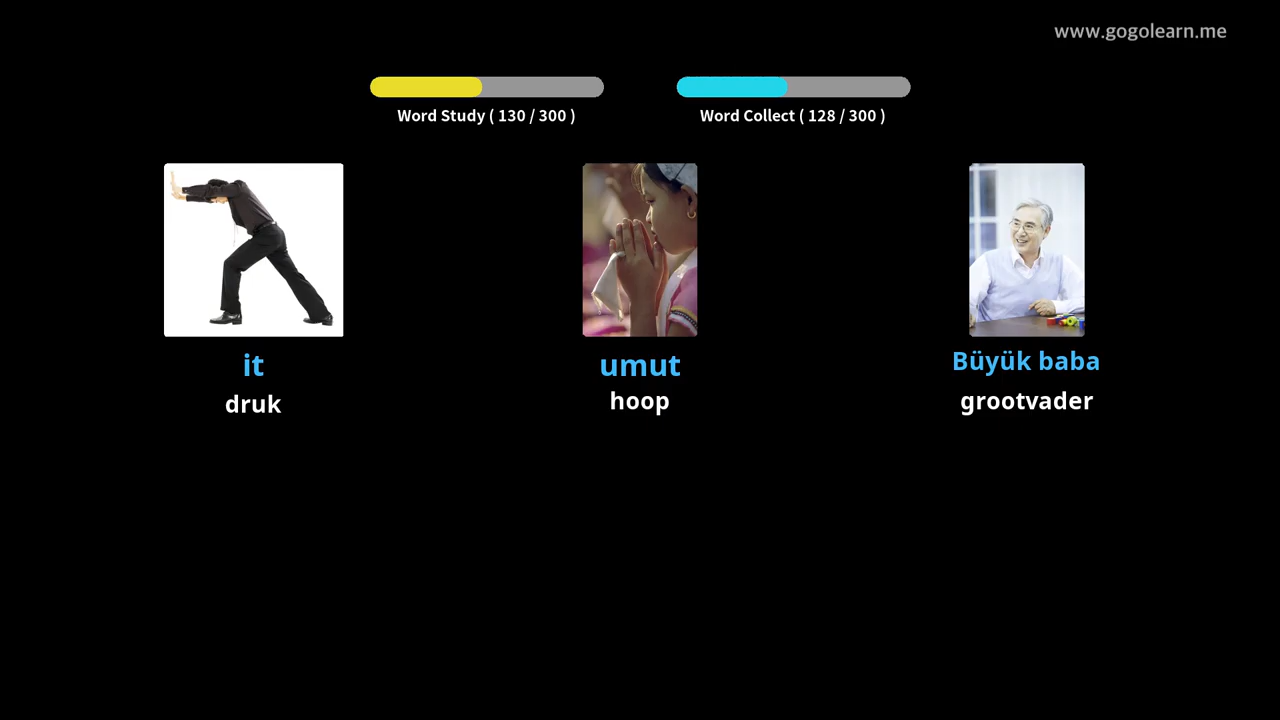 www.gogolearn.me
Word Study ( 130 / 300 )
Word Collect ( 128 / 300 )
it
umut
Büyük baba
druk
hoop
grootvader